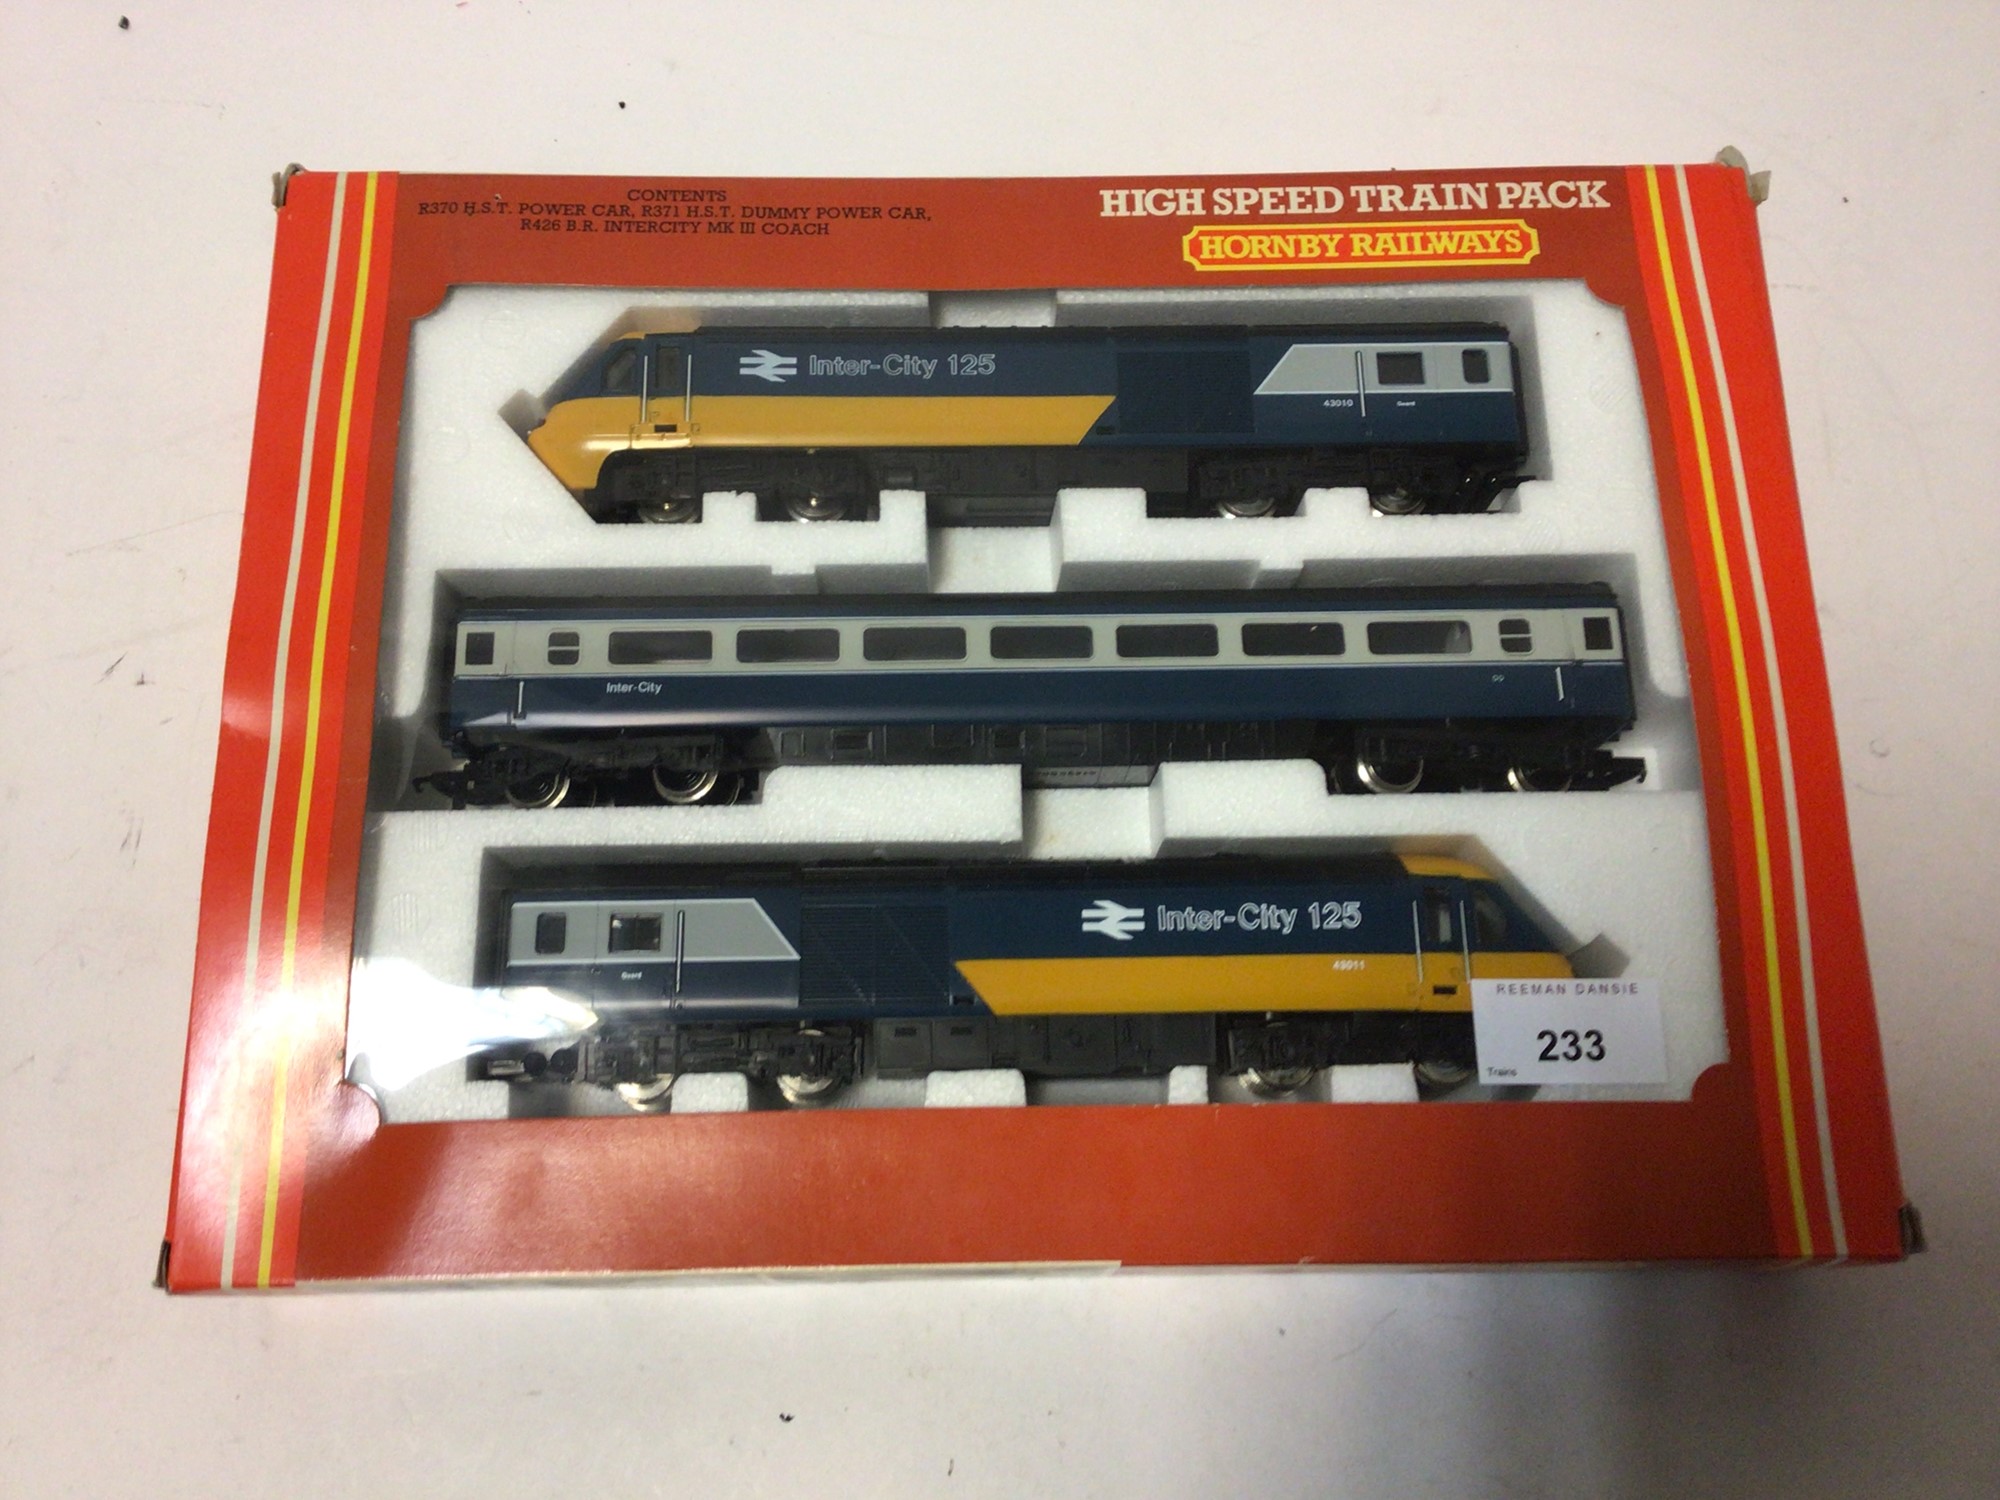 CONTENTS
R370 H.S.T. POWER CAR, R371 H.S.T. DUMMY POWER CAR,
R426 B.R. INTERCITY MK III COACH
HIGH SPEED TRAIN PACK
HORNBY RAILWAYS
Inter-City 125
43010
Guard
Inter-City
Inter-City 125
43011
Guard
REEMAN DANSIE
233
Trains